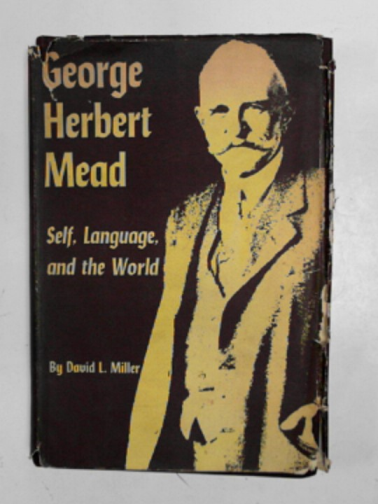 George
Herbert
Mead
Self, Language,
and the World
By David L. Miller